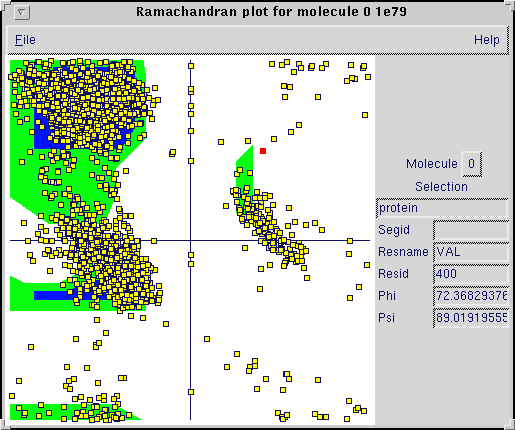 Ramachandran plot for molecule 0 1e79
File Help
Molecule 0
Selection
protein
Segid
Resname VAL
Resid 400
Phi 72.36829376
Psi 89.01919555